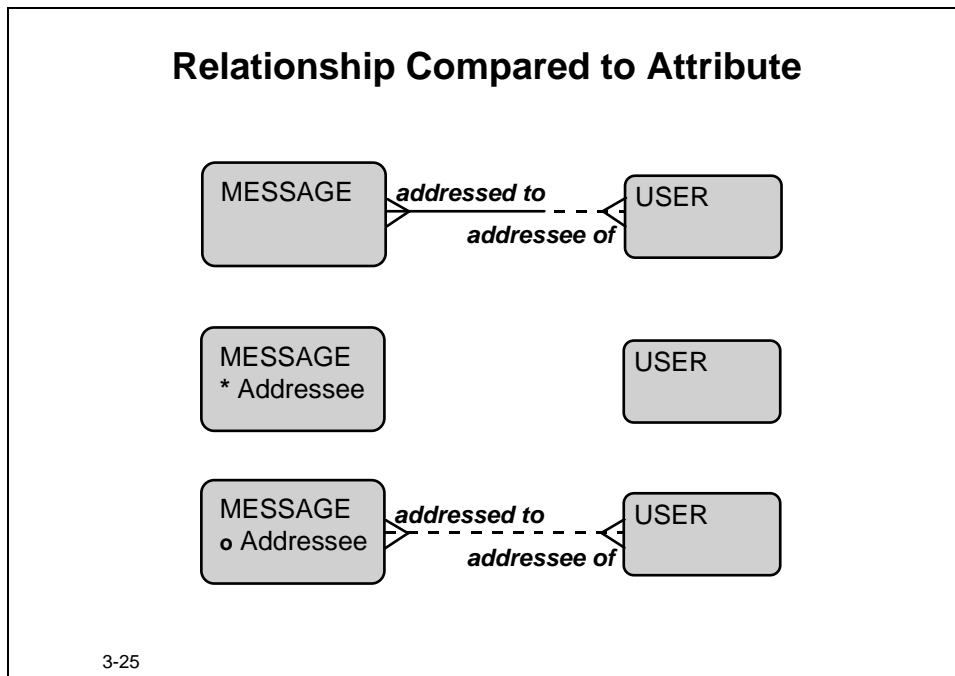 Relationship Compared to Attribute
MESSAGE
addressed to
addressee of
USER
MESSAGE
* Addressee
USER
MESSAGE
o Addressee
addressed to
addressee of
USER
3-25